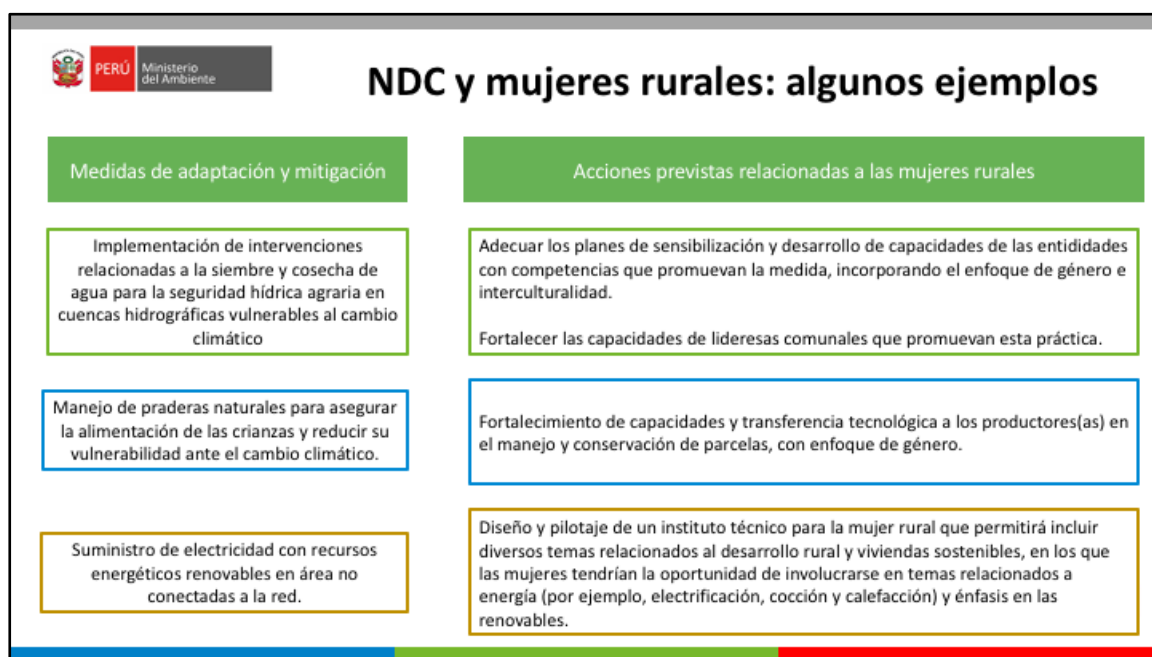 PERÚ
Ministerio
del Ambiente
NDC y mujeres rurales: algunos ejemplos
Medidas de adaptación y mitigación
Acciones previstas relacionadas a las mujeres rurales
Implementación de intervenciones
relacionadas a la siembre y cosecha de
agua para la seguridad hídrica agraria en
cuencas hidrográficas vulnerables al cambio
climático
Adecuar los planes de sensibilización y desarrollo de capacidades de las entididades
con competencias que promuevan la medida, incorporando el enfoque de género e
interculturalidad.
Fortalecer las capacidades de lideresas comunales que promuevan esta práctica.
Manejo de praderas naturales para asegurar
la alimentación de las crianzas y reducir su
vulnerabilidad ante el cambio climático.
Fortalecimiento de capacidades y transferencia tecnológica a los productores(as) en
el manejo y conservación de parcelas, con enfoque de género.
Suministro de electricidad con recursos
energéticos renovables en área no
conectadas a la red.
Diseño y pilotaje de un instituto técnico para la mujer rural que permitirá incluir
diversos temas relacionados al desarrollo rural y viviendas sostenibles, en los que
las mujeres tendrían la oportunidad de involucrarse en temas relacionados a
energía (por ejemplo, electrificación, cocción y calefacción) y énfasis en las
renovables.